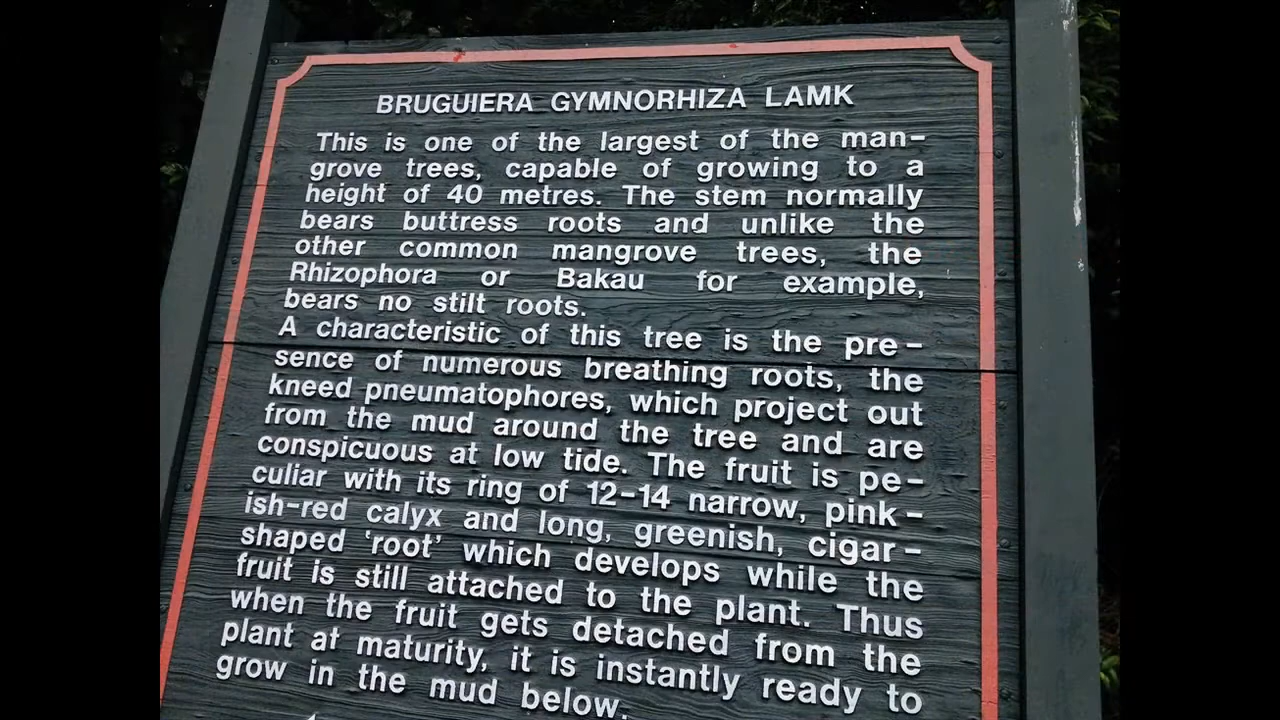 BRUGUIERA GYMNORHIZA LAMK
This is one of the largest of the man-
grove trees, capable of growing to a
height of 40 metres. The stem normally
bears buttress roots and unlike the
other common mangrove trees, the
Rhizophora or Bakau for example,
bears no stilt roots.
A characteristic of this tree is the pre-
sence of numerous breathing roots, the
kneed pneumatophores, which project out
from the mud around the tree and are
conspicuous at low tide. The fruit is pe-
culiar with its ring of 12-14 narrow, pink-
ish-red calyx and long, greenish, cigar-
shaped 'root' which develops while the
fruit is still attached to the plant. Thus
when the fruit gets detached from the
plant at maturity, it is instantly ready to
grow in the mud below.